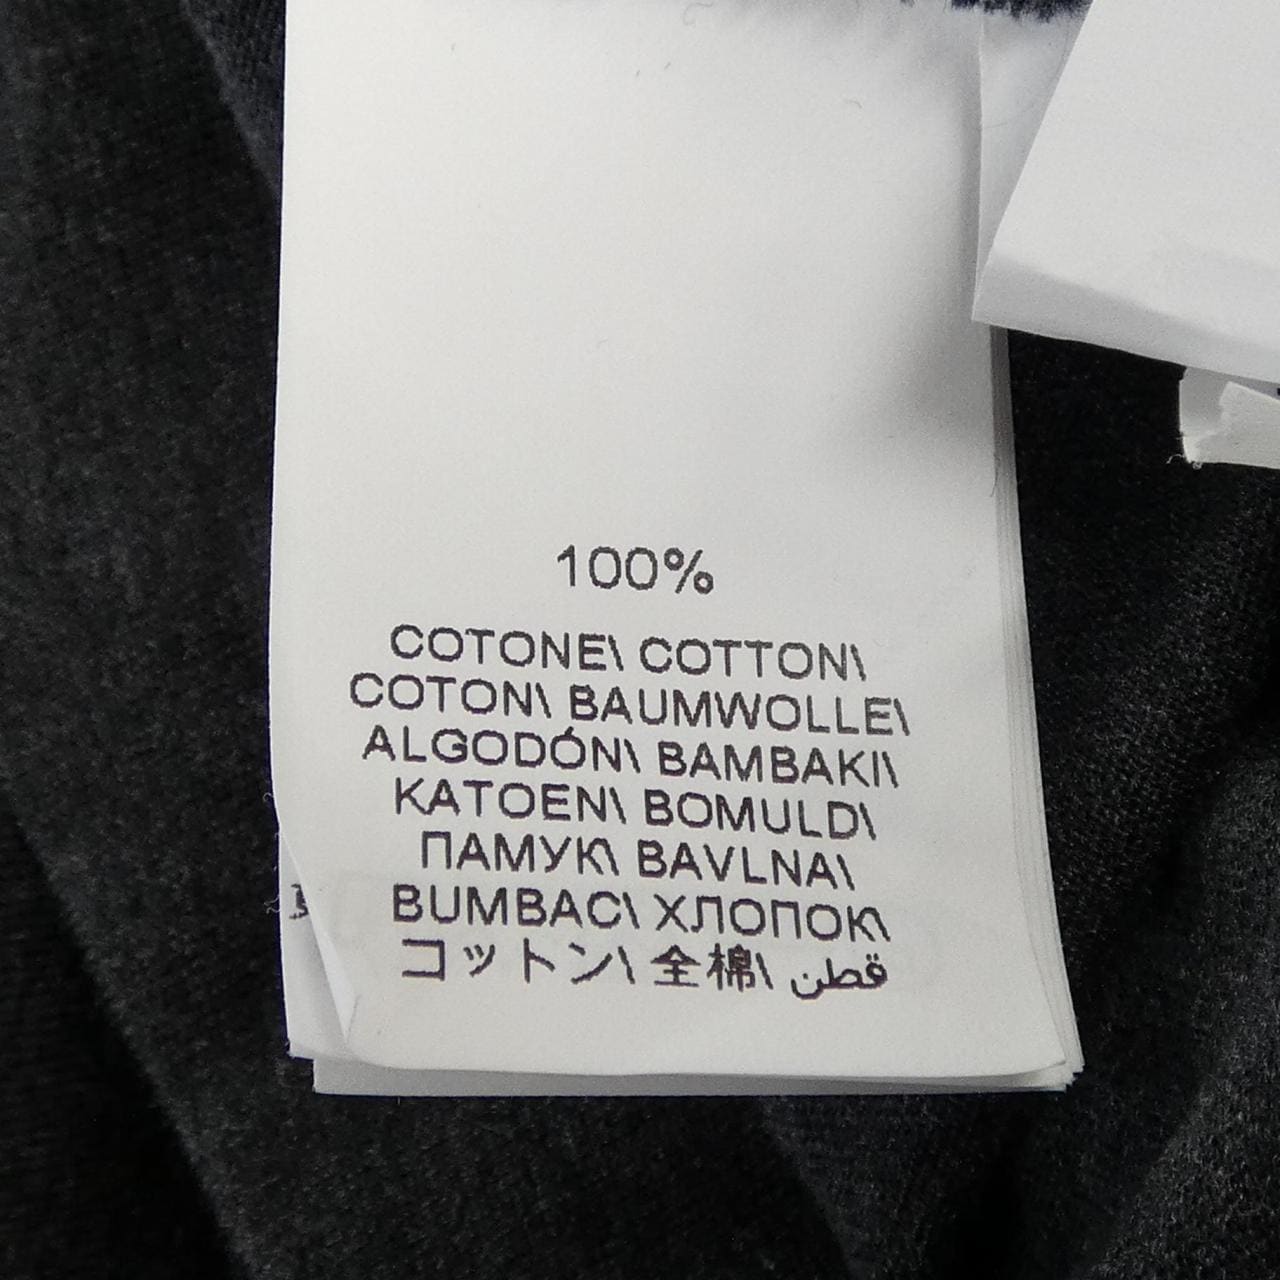 100%
COTONE\ COTTON\
COTON\ BAUMWOLLE\
ALGODÓN\ BAMBAKI\
KATOEN\ BOMULD\
ПАМУК\ BAVLNA\
BUMBAC\ ХЛОПОК\
コットン\ 全棉\ قطن